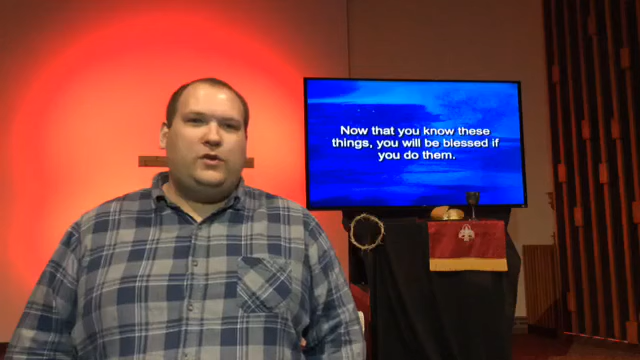 Now that you know these
things, you will be blessed if
you do them.